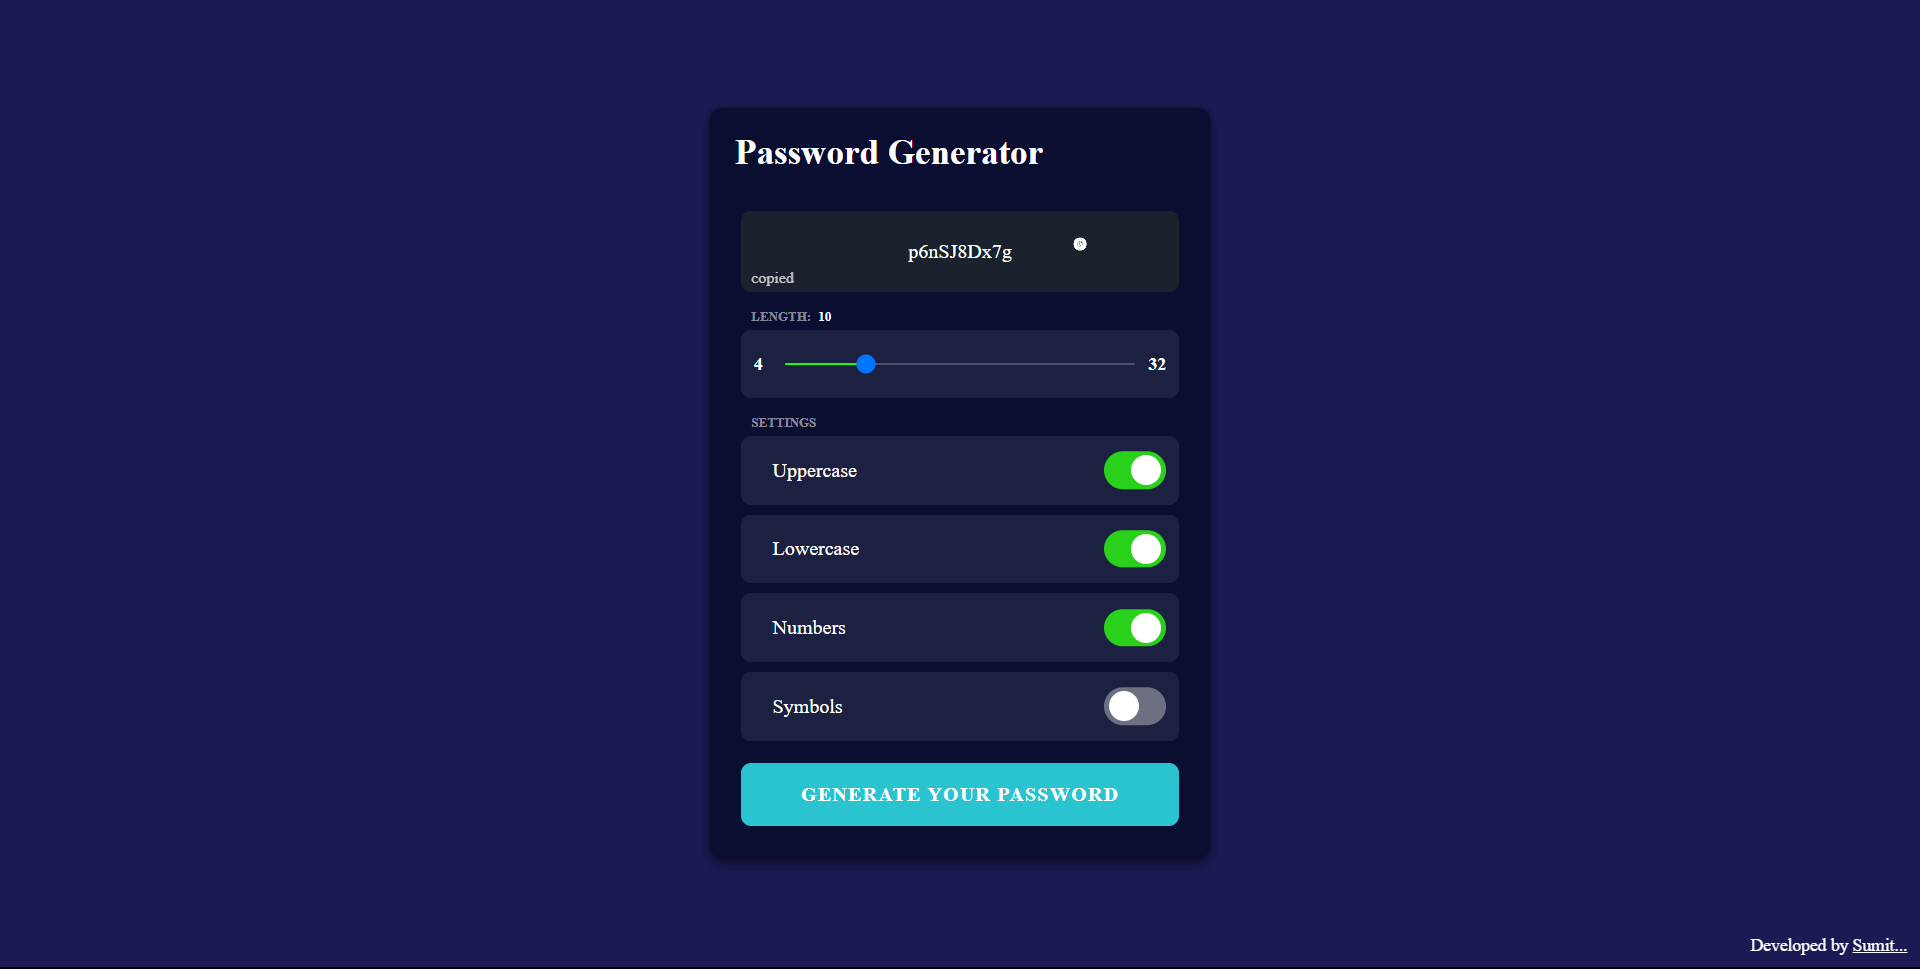 Password Generator
p6nSJ8Dx7g
copied
LENGTH: 10
4 32
SETTINGS
Uppercase
Lowercase
Numbers
Symbols
GENERATE YOUR PASSWORD
Developed by Sumit...